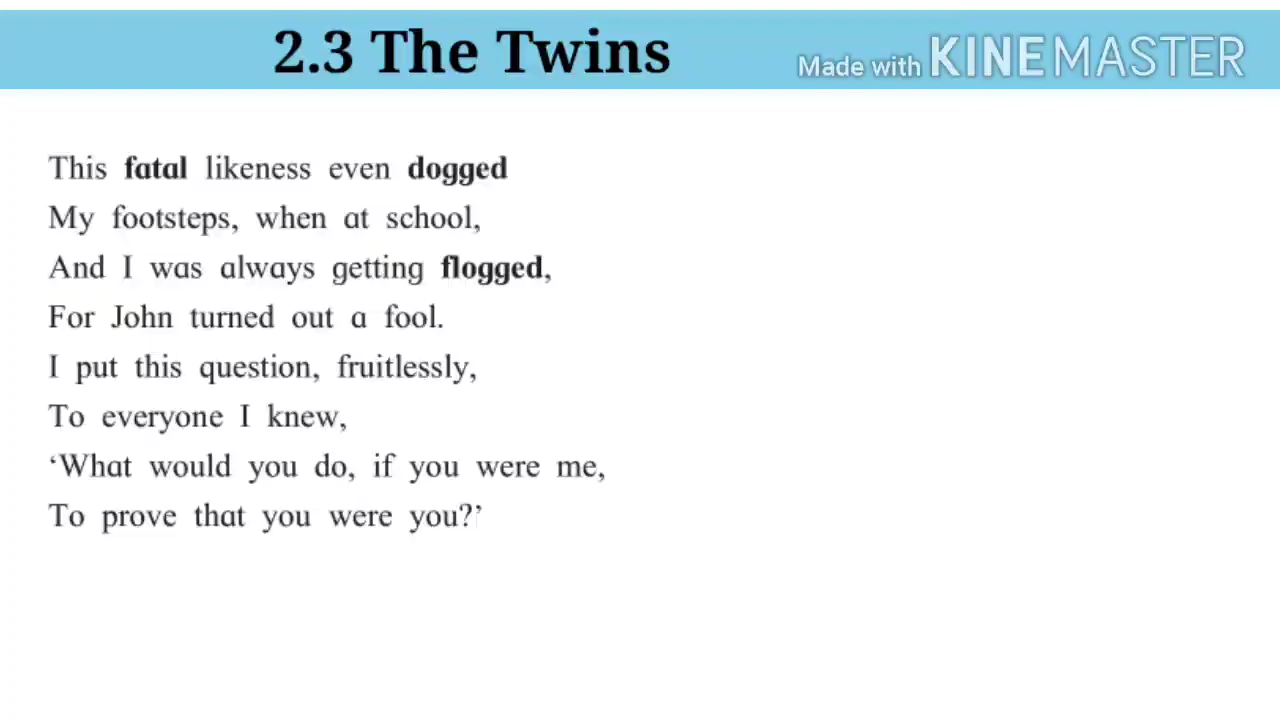 2.3 The Twins
Made with KINEMASTER
This fatal likeness even dogged
My footsteps, when at school,
And I was always getting flogged,
For John turned out a fool.
I put this question, fruitlessly,
To everyone I knew,
‘What would you do, if you were me,
To prove that you were you?’